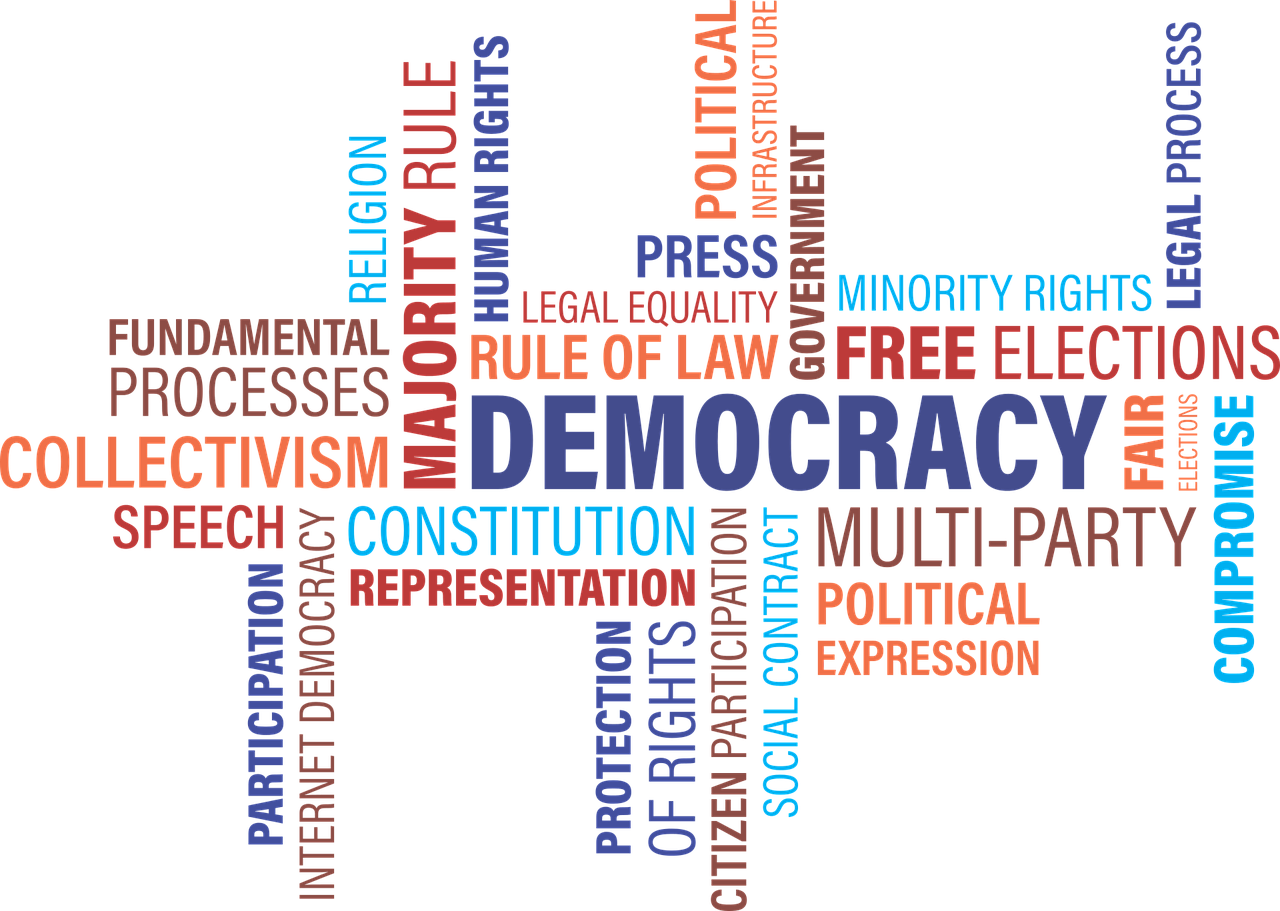 POLITICAL
INFRASTRUCTURE
LEGAL PROCESS
HUMAN RIGHTS
MAJORITY RULE
RELIGION
GOVERNMENT
PRESS
MINORITY RIGHTS
LEGAL EQUALITY
FUNDAMENTAL
PROCESSES
RULE OF LAW
FREE ELECTIONS
COLLECTIVISM
DEMOCRACY
FAIR
ELECTIONS
COMPROMISE
SPEECH
CONSTITUTION
MULTI-PARTY
REPRESENTATION
POLITICAL
EXPRESSION
PARTICIPATION
INTERNET DEMOCRACY
PROTECTION
OF RIGHTS
CITIZEN PARTICIPATION
SOCIAL CONTRACT